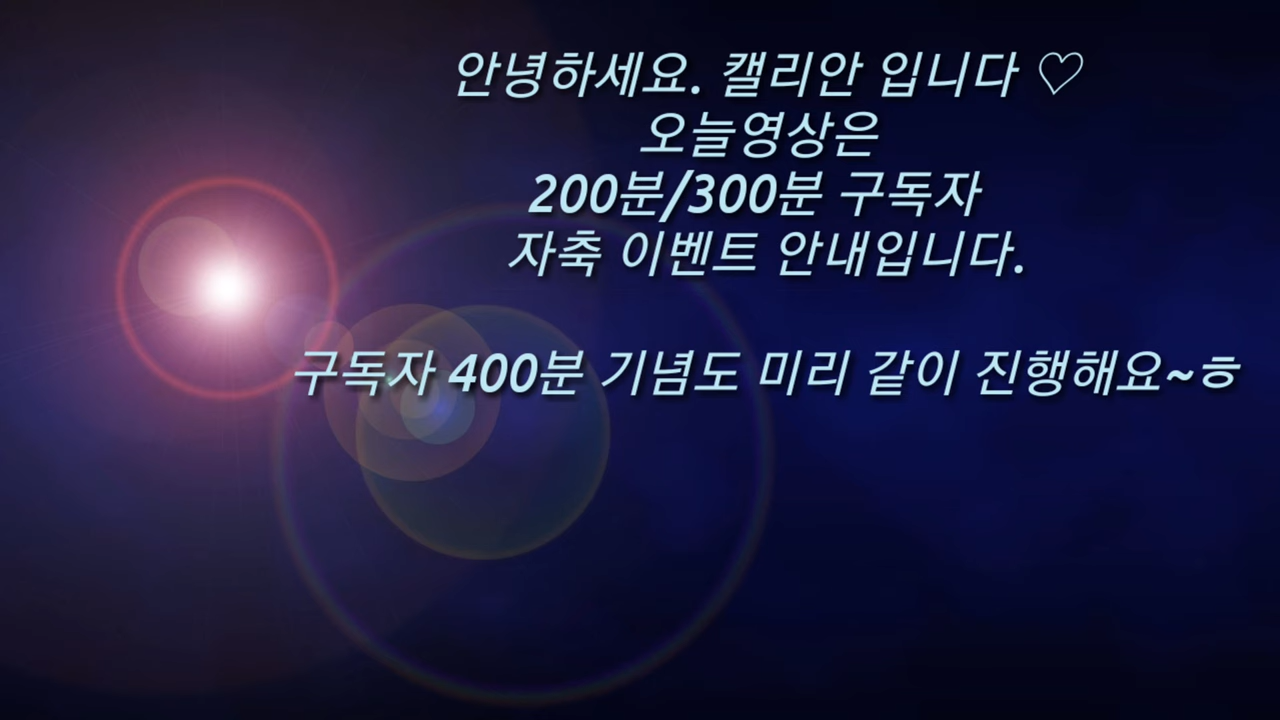 안녕하세요. 캘리안 입니다 ♡
오늘영상은
200분/300분 구독자
자축 이벤트 안내입니다.
구독자 400분 기념도 미리 같이 진행해요~ㅎ